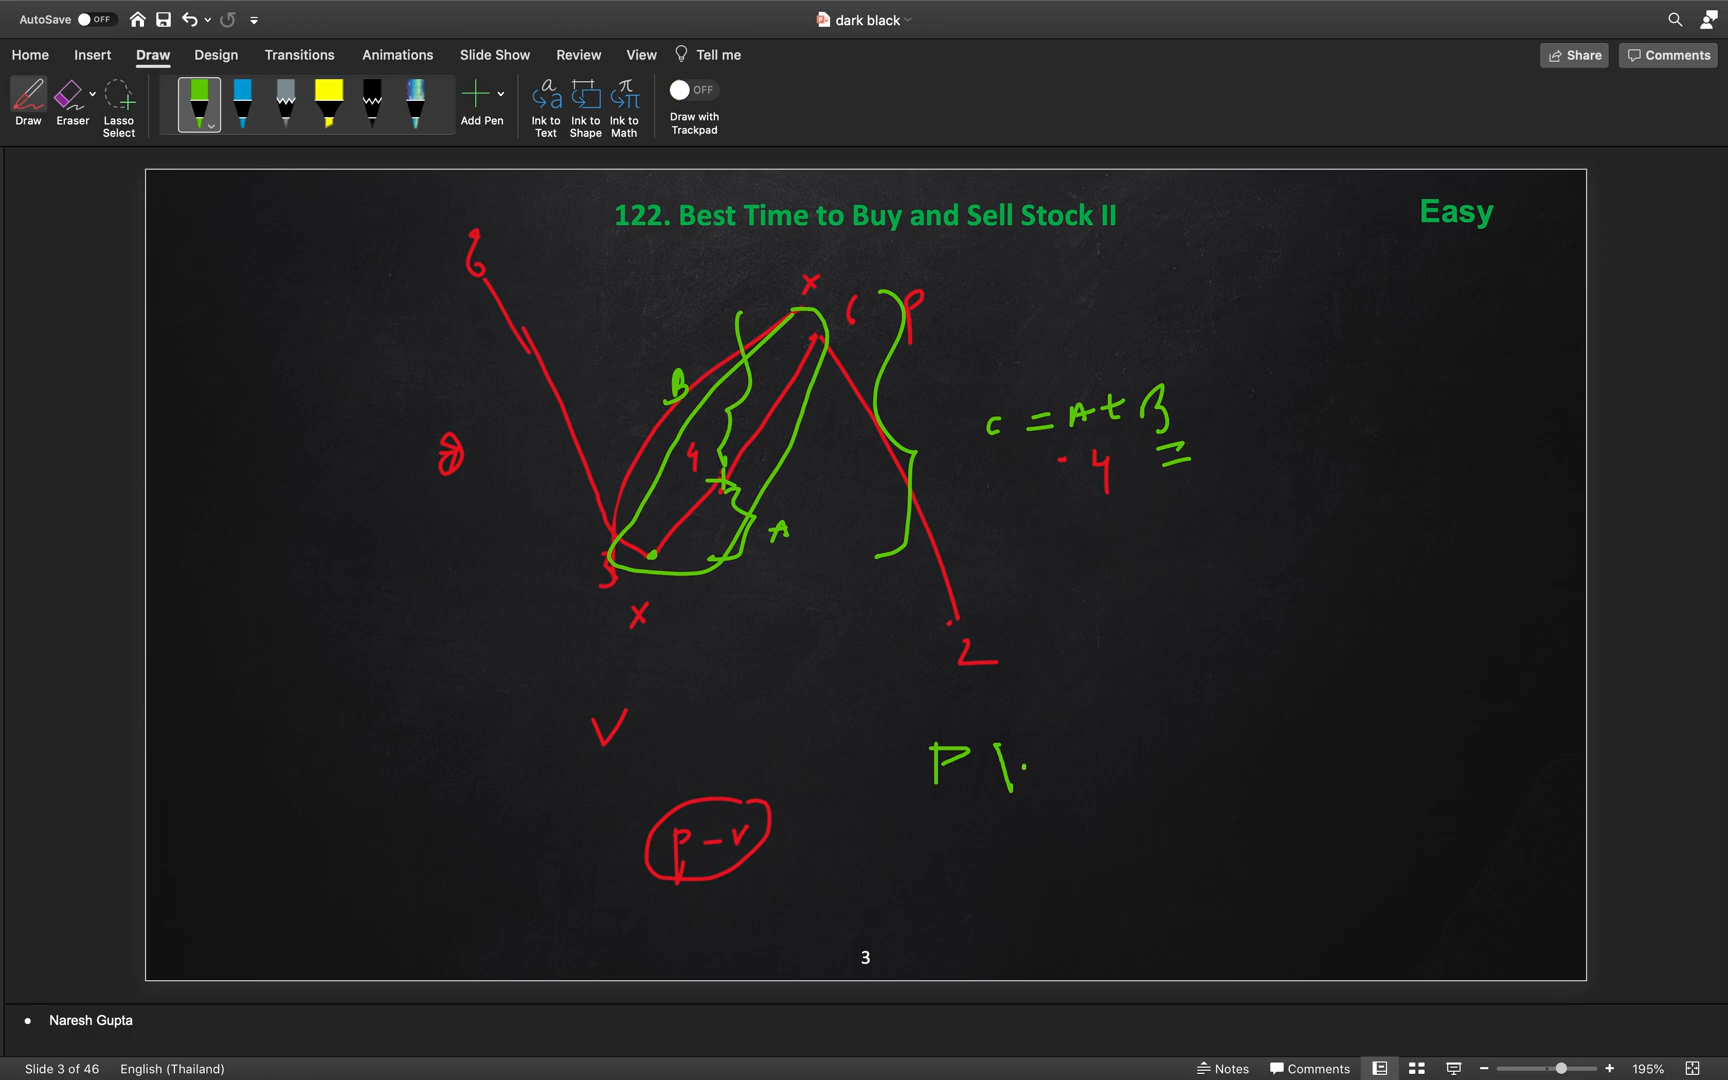 AutoSave OFF
dark black
Home Insert Draw Design Transitions Animations Slide Show Review View Tell me
Share Comments
Draw
Eraser
Lasso Select
Add Pen
Ink to Text
Ink to Shape
Ink to Math
OFF
Draw with Trackpad
122. Best Time to Buy and Sell Stock II
Easy
6
x
6
p
B
c = A + B
4
4
A
x
2
V
P
p - v
3
Naresh Gupta
Slide 3 of 46 English (Thailand)
Notes Comments 195%